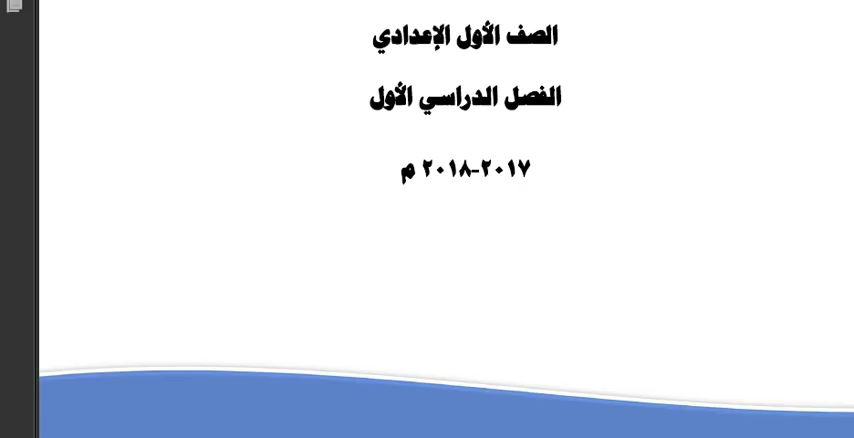 الصف الأول الإعدادي
الفصل الدراسي الأول
٢٠١٧-٢٠١٨ م